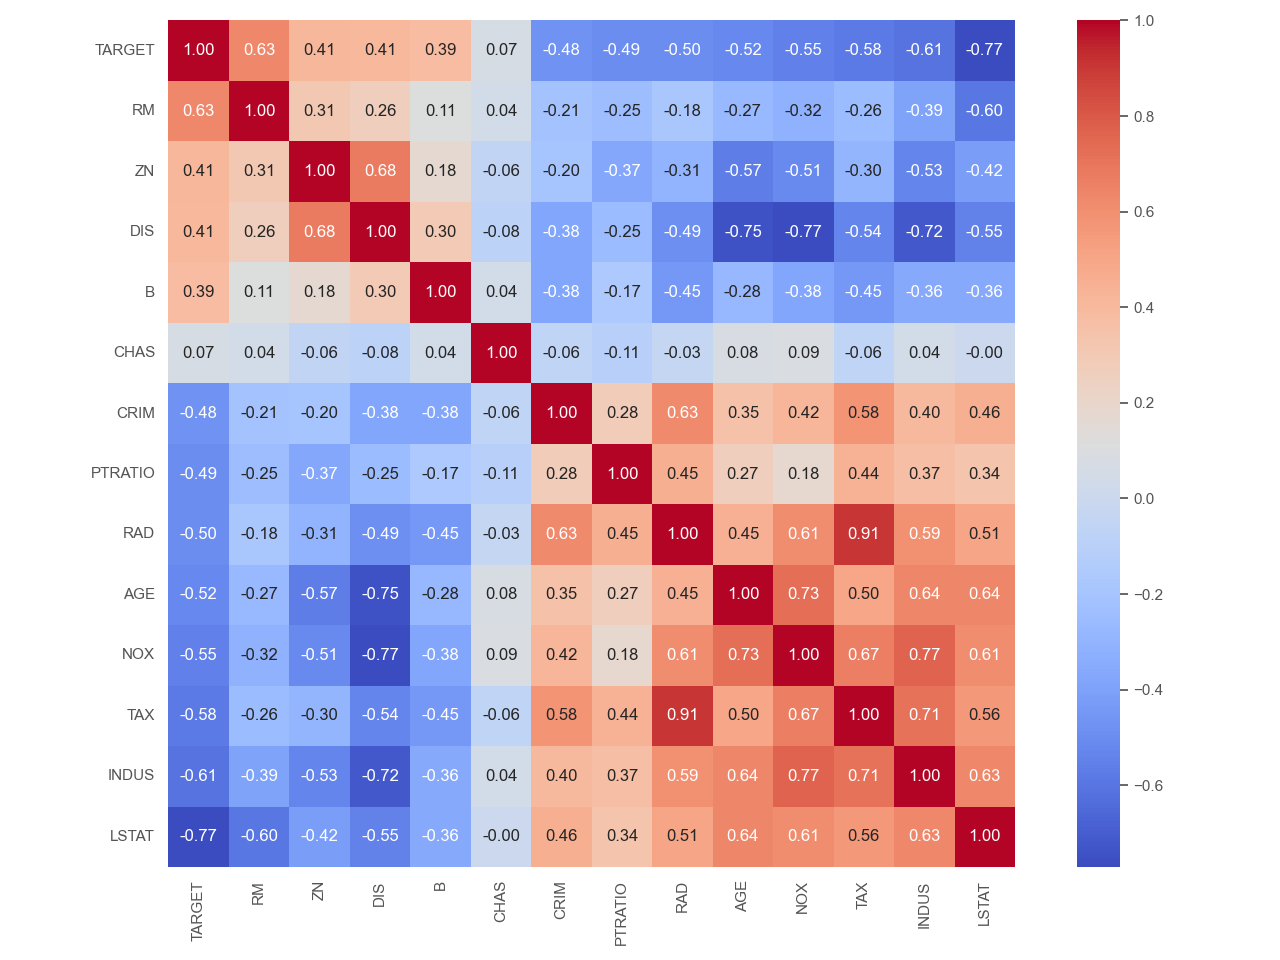 TARGET 1.00 0.63 0.41 0.41 0.39 0.07 -0.48 -0.49 -0.50 -0.52 -0.55 -0.58 -0.61 -0.77
RM 0.63 1.00 0.31 0.26 0.11 0.04 -0.21 -0.25 -0.18 -0.27 -0.32 -0.26 -0.39 -0.60
ZN 0.41 0.31 1.00 0.68 0.18 -0.06 -0.20 -0.37 -0.31 -0.57 -0.51 -0.30 -0.53 -0.42
DIS 0.41 0.26 0.68 1.00 0.30 -0.08 -0.38 -0.25 -0.49 -0.75 -0.77 -0.54 -0.72 -0.55
B 0.39 0.11 0.18 0.30 1.00 0.04 -0.38 -0.17 -0.45 -0.28 -0.38 -0.45 -0.36 -0.36
CHAS 0.07 0.04 -0.06 -0.08 0.04 1.00 -0.06 -0.11 -0.03 0.08 0.09 -0.06 0.04 -0.00
CRIM -0.48 -0.21 -0.20 -0.38 -0.38 -0.06 1.00 0.28 0.63 0.35 0.42 0.58 0.40 0.46
PTRATIO -0.49 -0.25 -0.37 -0.25 -0.17 -0.11 0.28 1.00 0.45 0.27 0.18 0.44 0.37 0.34
RAD -0.50 -0.18 -0.31 -0.49 -0.45 -0.03 0.63 0.45 1.00 0.45 0.61 0.91 0.59 0.51
AGE -0.52 -0.27 -0.57 -0.75 -0.28 0.08 0.35 0.27 0.45 1.00 0.73 0.50 0.64 0.64
NOX -0.55 -0.32 -0.51 -0.77 -0.38 0.09 0.42 0.18 0.61 0.73 1.00 0.67 0.77 0.61
TAX -0.58 -0.26 -0.30 -0.54 -0.45 -0.06 0.58 0.44 0.91 0.50 0.67 1.00 0.71 0.56
INDUS -0.61 -0.39 -0.53 -0.72 -0.36 0.04 0.40 0.37 0.59 0.64 0.77 0.71 1.00 0.63
LSTAT -0.77 -0.60 -0.42 -0.55 -0.36 -0.00 0.46 0.34 0.51 0.64 0.61 0.56 0.63 1.00
TARGET RM ZN DIS B CHAS CRIM PTRATIO RAD AGE NOX TAX INDUS LSTAT
1.0
0.8
0.6
0.4
0.2
0.0
−0.2
−0.4
−0.6